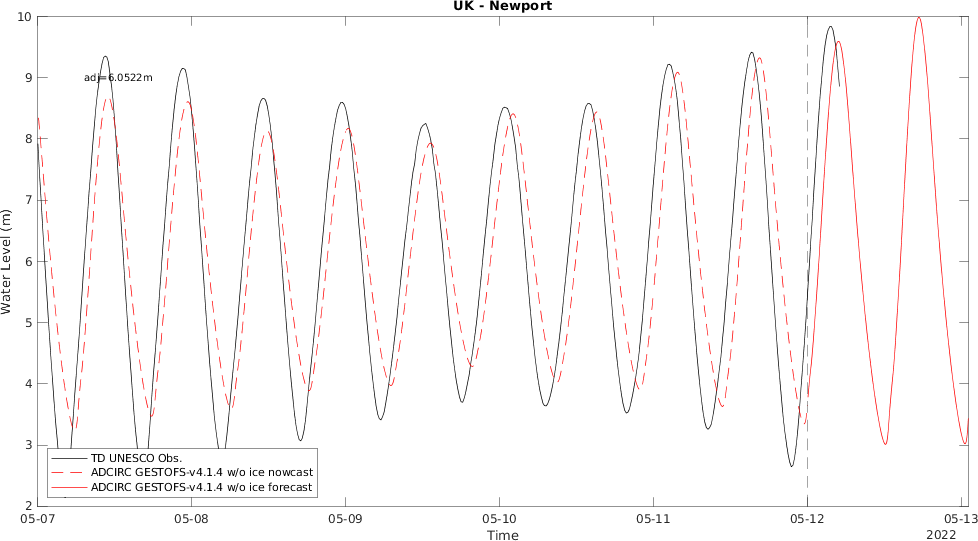 UK - Newport
10
9
8
7
6
5
4
3
2
Water Level (m)
adj=6.0522m
TD UNESCO Obs.
ADCIRC GESTOFS-v4.1.4 w/o ice nowcast
ADCIRC GESTOFS-v4.1.4 w/o ice forecast
05-07 05-08 05-09 05-10 05-11 05-12 05-13
Time
2022